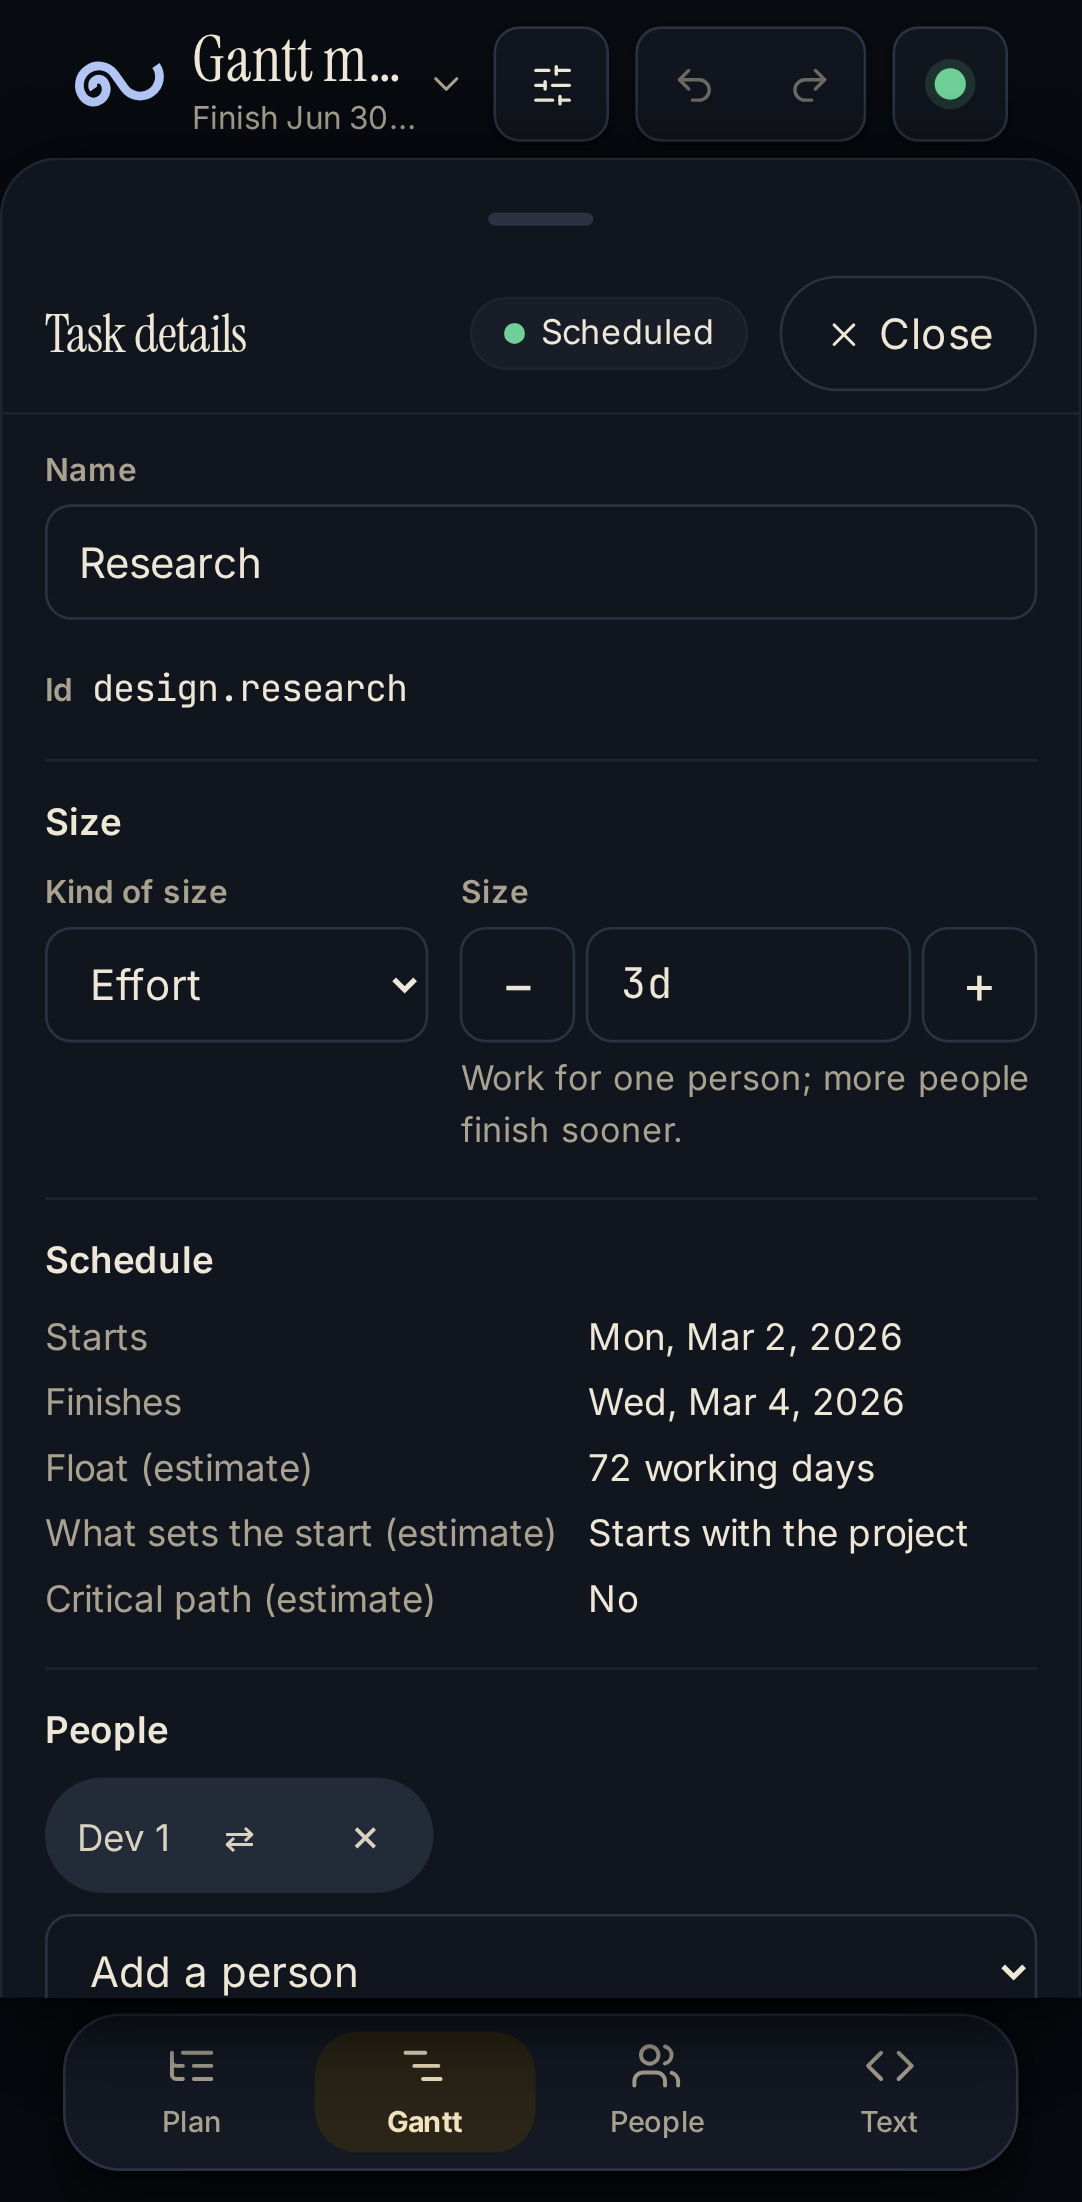 Gantt m...
Finish Jun 30...
Task details
Scheduled
× Close
Name
Research
Id design.research
Size
Kind of size
Size
Effort
−
3d
+
Work for one person; more people
finish sooner.
Schedule
Starts Mon, Mar 2, 2026
Finishes Wed, Mar 4, 2026
Float (estimate) 72 working days
What sets the start (estimate) Starts with the project
Critical path (estimate) No
People
Dev 1 ⇄ ×
Add a person
Plan
Gantt
People
Text